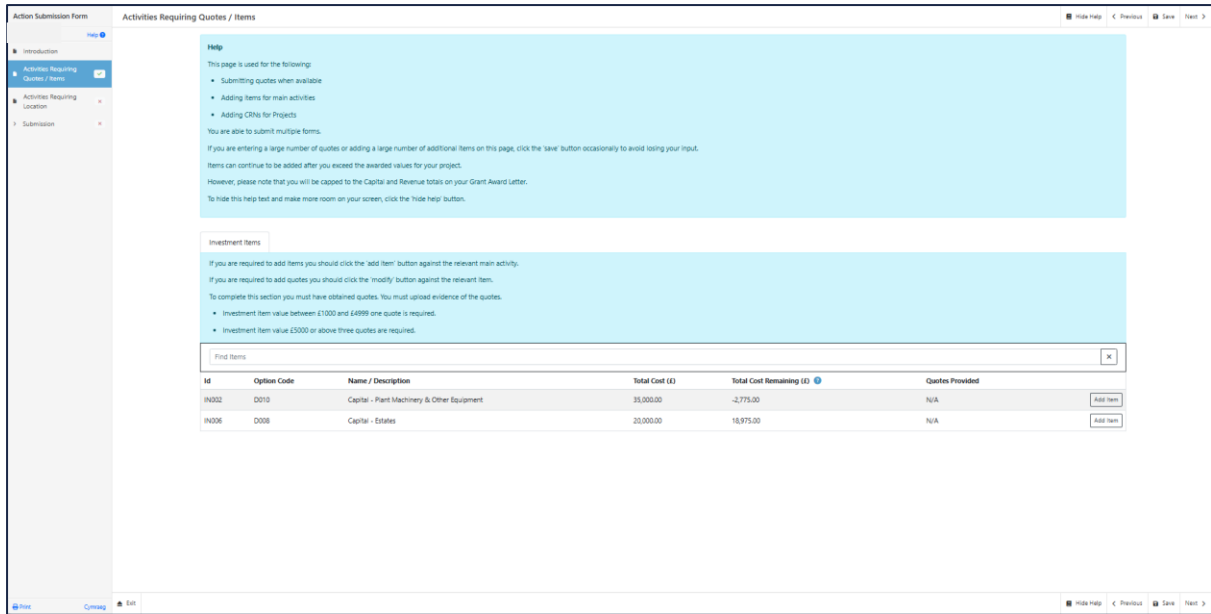 Action Submission Form
Activities Requiring Quotes / Items
Hide Help Previous Save Next
Help
Introduction
Activities Requiring
Quotes / Items
Activities Requiring
Location
Submission
Help
This page is used for the following:
• Submitting quotes when available
• Adding items for main activities
• Adding CRNs for Projects
You are able to submit multiple forms.
If you are entering a large number of quotes or adding a large number of additional items on this page, click the 'save' button occasionally to avoid losing your input.
Items can continue to be added after you exceed the awarded values for your project.
However, please note that you will be capped to the Capital and Revenue totals on your Grant Award Letter.
To hide this help text and make more room on your screen, click the 'hide help' button.
Investment Items
If you are required to add items you should click the 'add item' button against the relevant main activity.
If you are required to add quotes you should click the 'modify' button against the relevant item.
To complete this section you must have obtained quotes. You must upload evidence of the quotes.
• Investment item value between £1000 and £4999 one quote is required.
• Investment item value £5000 or above three quotes are required.
Find Items
Id Option Code Name / Description Total Cost (£) Total Cost Remaining (£) Quotes Provided
IN002 D010 Capital - Plant Machinery & Other Equipment 35,000.00 -2,775.00 N/A Add Item
IN006 D008 Capital - Estates 20,000.00 18,975.00 N/A Add Item
Print Cymraeg Exit Hide Help Previous Save Next